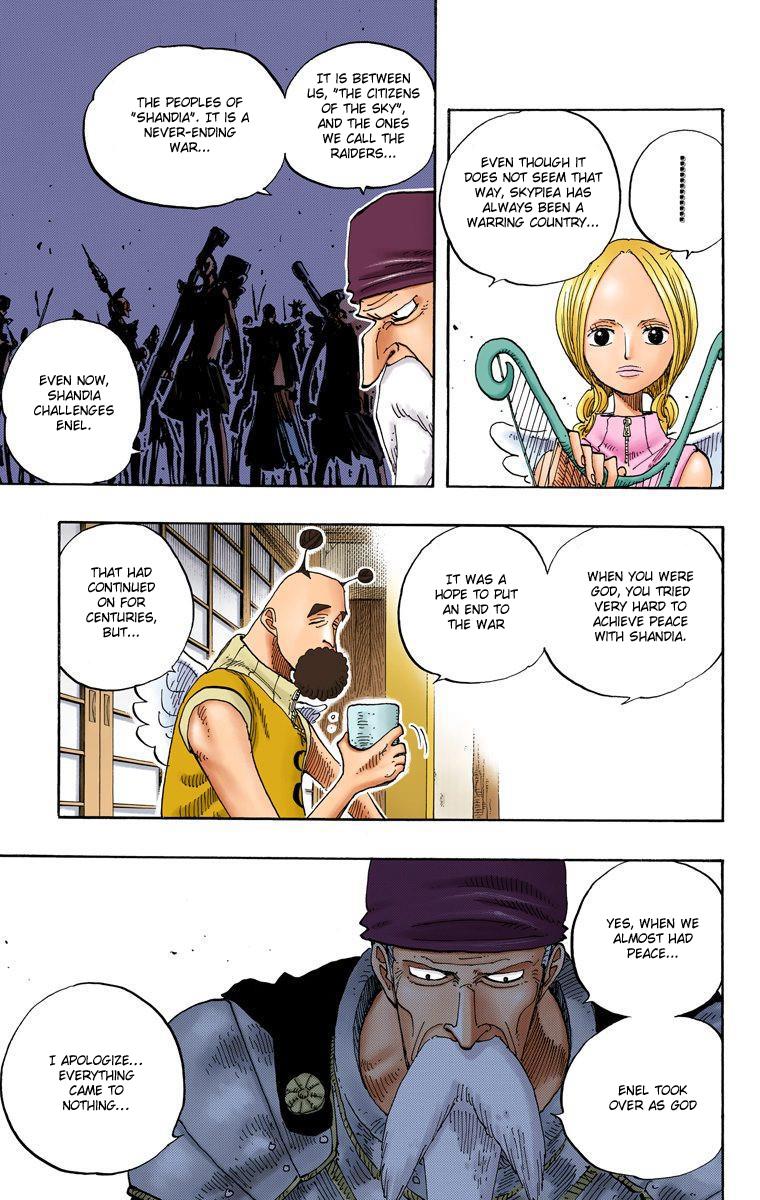 EVEN THOUGH IT
DOES NOT SEEM THAT
WAY, SKYPIEA HAS
ALWAYS BEEN A
WARRING COUNTRY...
IT IS BETWEEN
US, "THE CITIZENS
OF THE SKY",
AND THE ONES
WE CALL THE
RAIDERS...
THE PEOPLES OF
"SHANDIA". IT IS A
NEVER-ENDING
WAR...
EVEN NOW,
SHANDIA
CHALLENGES
ENEL.
WHEN YOU WERE
GOD, YOU TRIED
VERY HARD TO
ACHIEVE PEACE
WITH SHANDIA.
IT WAS A
HOPE TO PUT
AN END TO
THE WAR
THAT HAD
CONTINUED
ON FOR
CENTURIES,
BUT...
YES, WHEN WE
ALMOST HAD
PEACE...
ENEL TOOK
OVER AS GOD
I APOLOGIZE...
EVERYTHING
CAME TO
NOTHING...